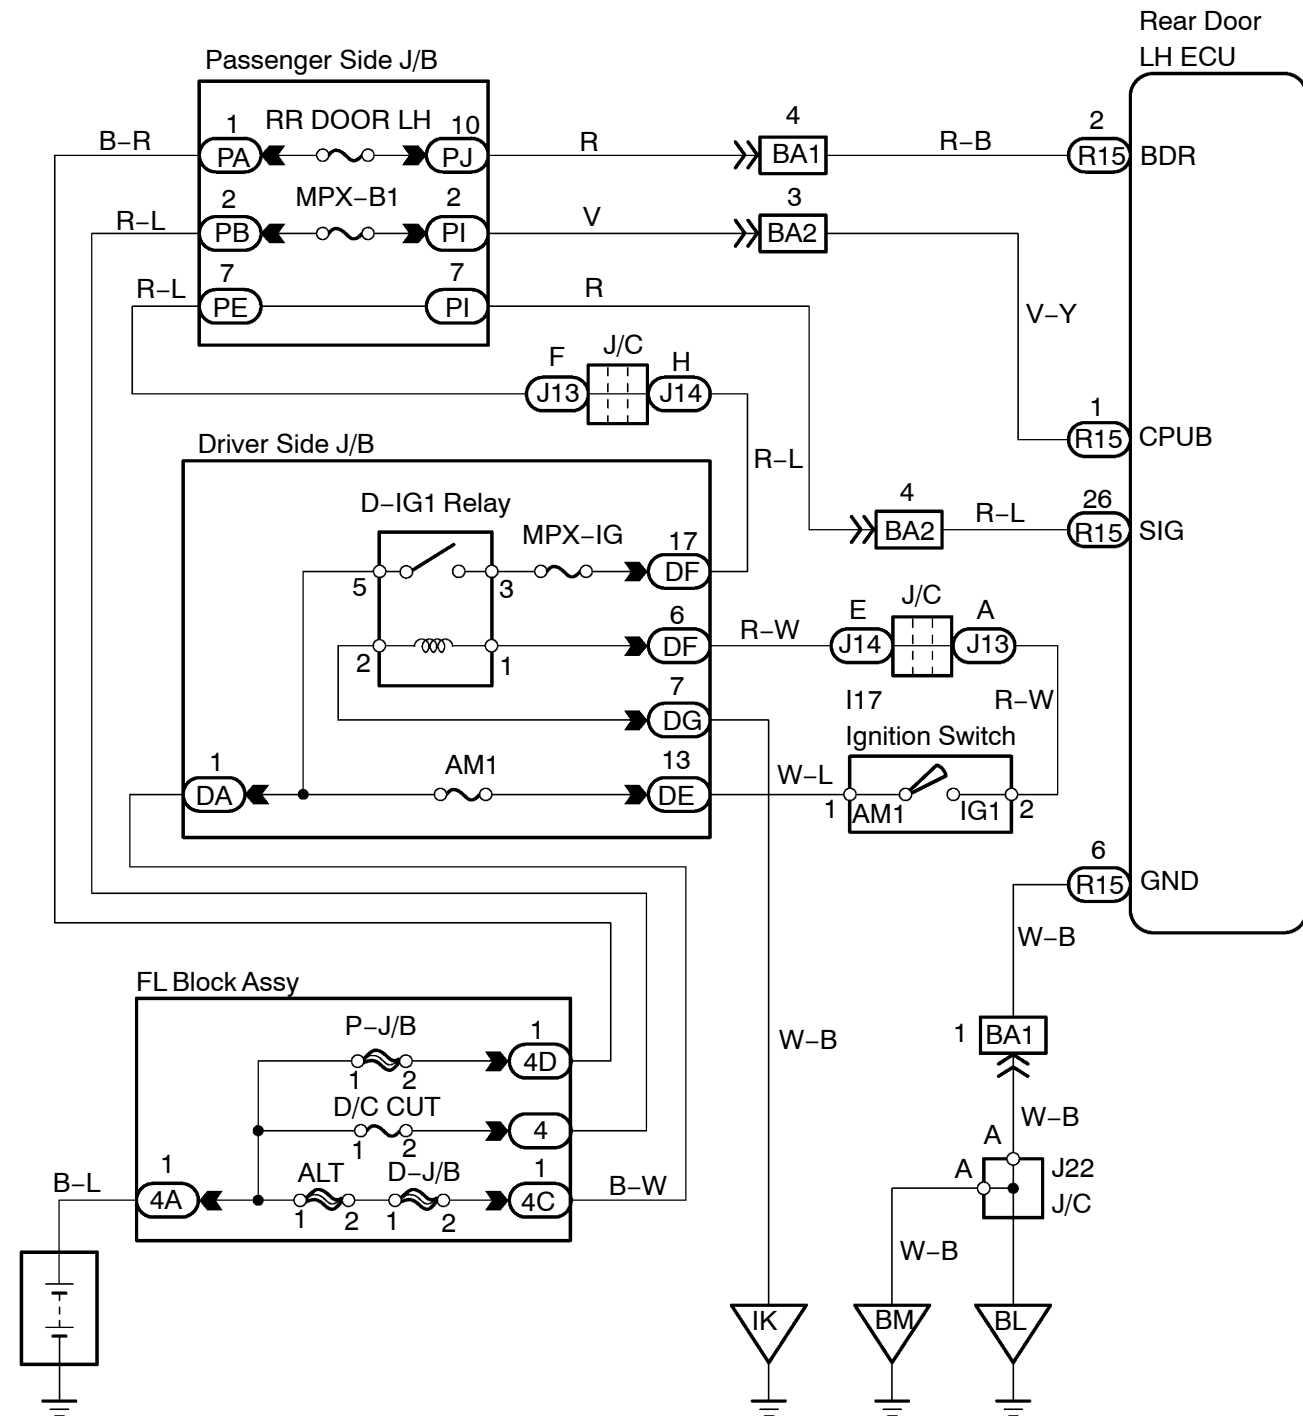 Rear Door
LH ECU
Passenger Side J/B
1 RR DOOR LH 10
B–R PA PJ R 4 BA1 R–B 2 R15 BDR
2 MPX–B1 2
R–L PB PI V 3 BA2
7 7
R–L PE PI R
V–Y
F J/C H
J13 J14
1
R15 CPUB
Driver Side J/B
R–L
D–IG1 Relay
4 26
BA2 R–L R15 SIG
MPX–IG 17
5 3 DF
E J/C A
6
2 1 DF R–W J14 J13
7
DG
I17 R–W
Ignition Switch
1 AM1 13
DA DE W–L
1 AM1 IG1 2
6
R15 GND
W–B
FL Block Assy
P–J/B 1
1 2 4D
W–B
1 BA1
D/C CUT
1 2 4
W–B
A
1 ALT D–J/B 1
B–L 4A 1 2 1 2 4C B–W
A J22
J/C
W–B
IK BM BL